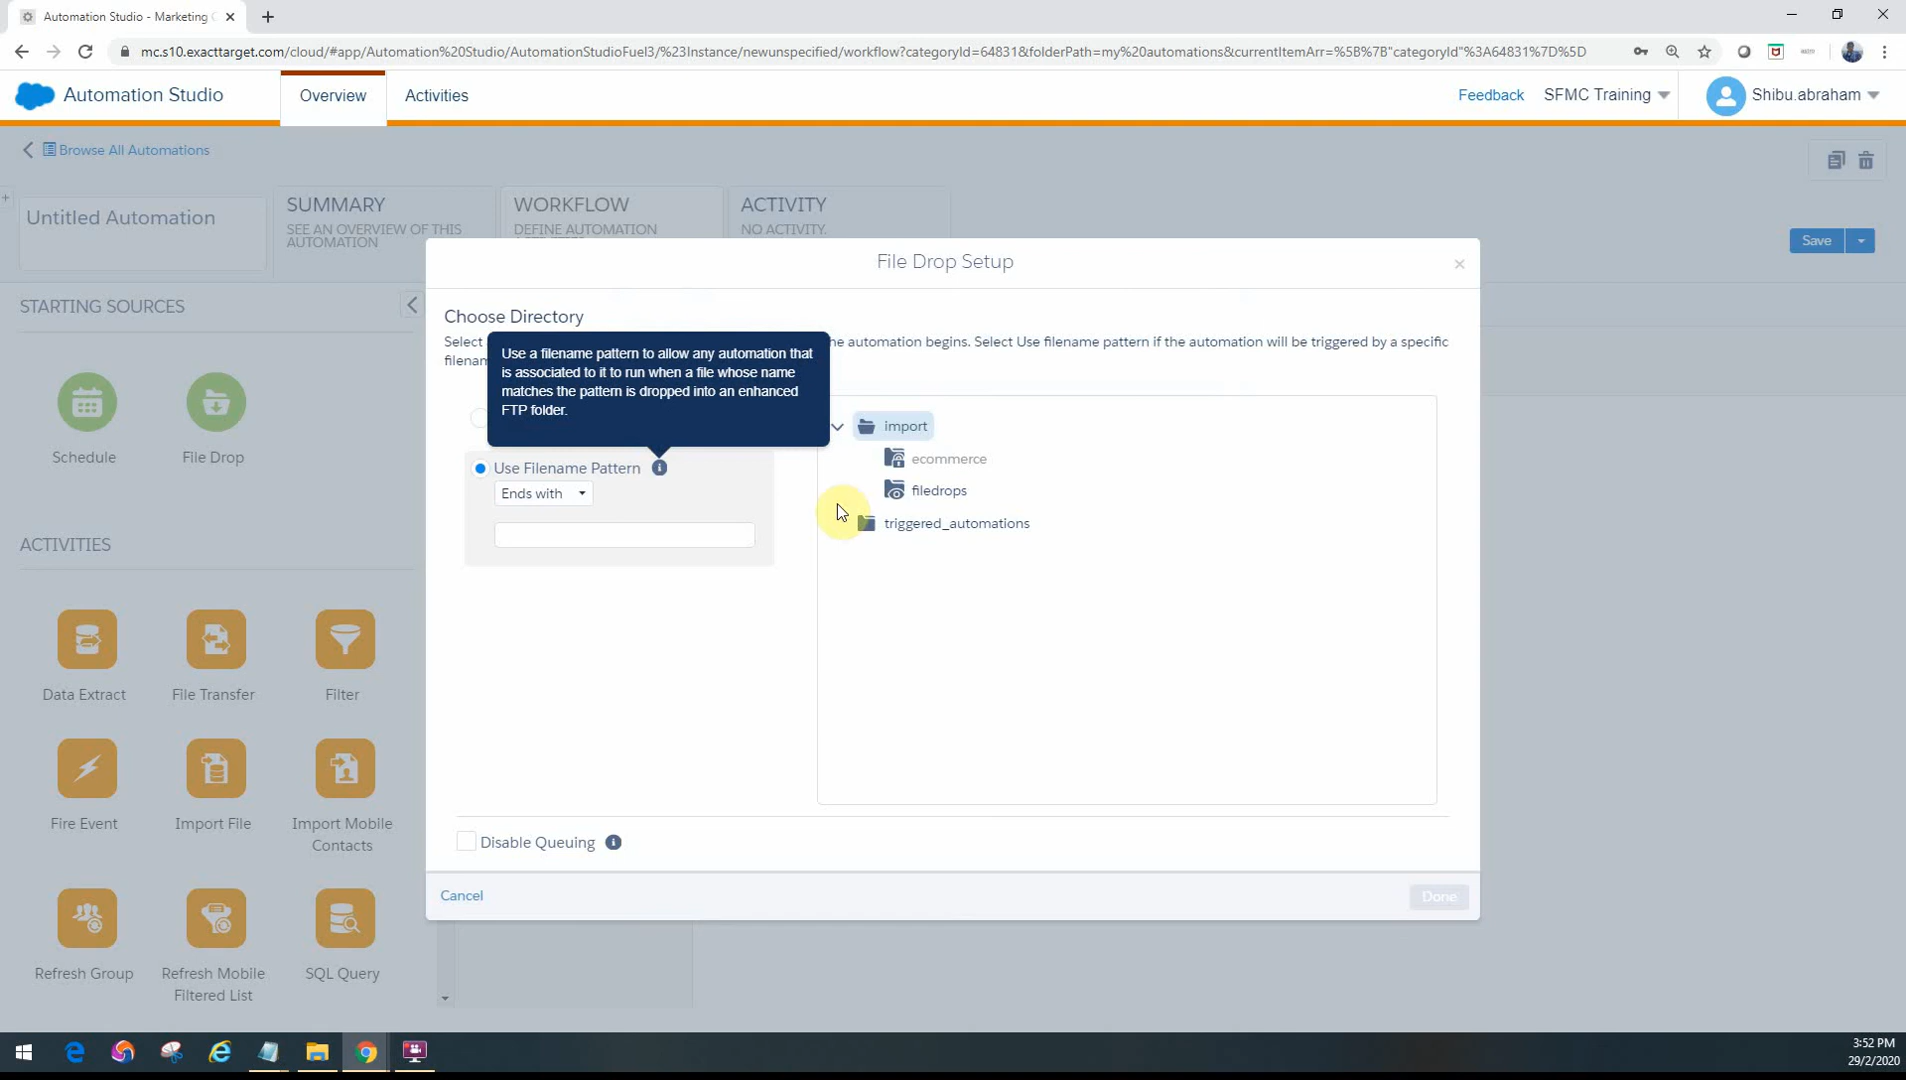 Automation Studio - Marketing C
mc.s10.exacttarget.com/cloud/#app/Automation%20Studio/AutomationStudioFuel3/%23Instance/newunspecified/workflow?categoryId=64831&folderPath=my%20automations&currentItemArr=%5B%7B"categoryId"%3A64831%7D%5D
Automation Studio
Overview
Activities
Feedback
SFMC Training
Shibu.abraham
Browse All Automations
Untitled Automation
SUMMARY
SEE AN OVERVIEW OF THIS
AUTOMATION
WORKFLOW
DEFINE AUTOMATION
ACTIVITY
NO ACTIVITY.
Save
STARTING SOURCES
Schedule
File Drop
ACTIVITIES
Data Extract
File Transfer
Filter
Fire Event
Import File
Import Mobile
Contacts
Refresh Group
Refresh Mobile
Filtered List
SQL Query
File Drop Setup
Choose Directory
Select
he automation begins. Select Use filename pattern if the automation will be triggered by a specific
filenam
Use a filename pattern to allow any automation that
is associated to it to run when a file whose name
matches the pattern is dropped into an enhanced
FTP folder.
Use Filename Pattern
Ends with
import
ecommerce
filedrops
triggered_automations
Disable Queuing
Cancel
Done
3:52 PM
29/2/2020